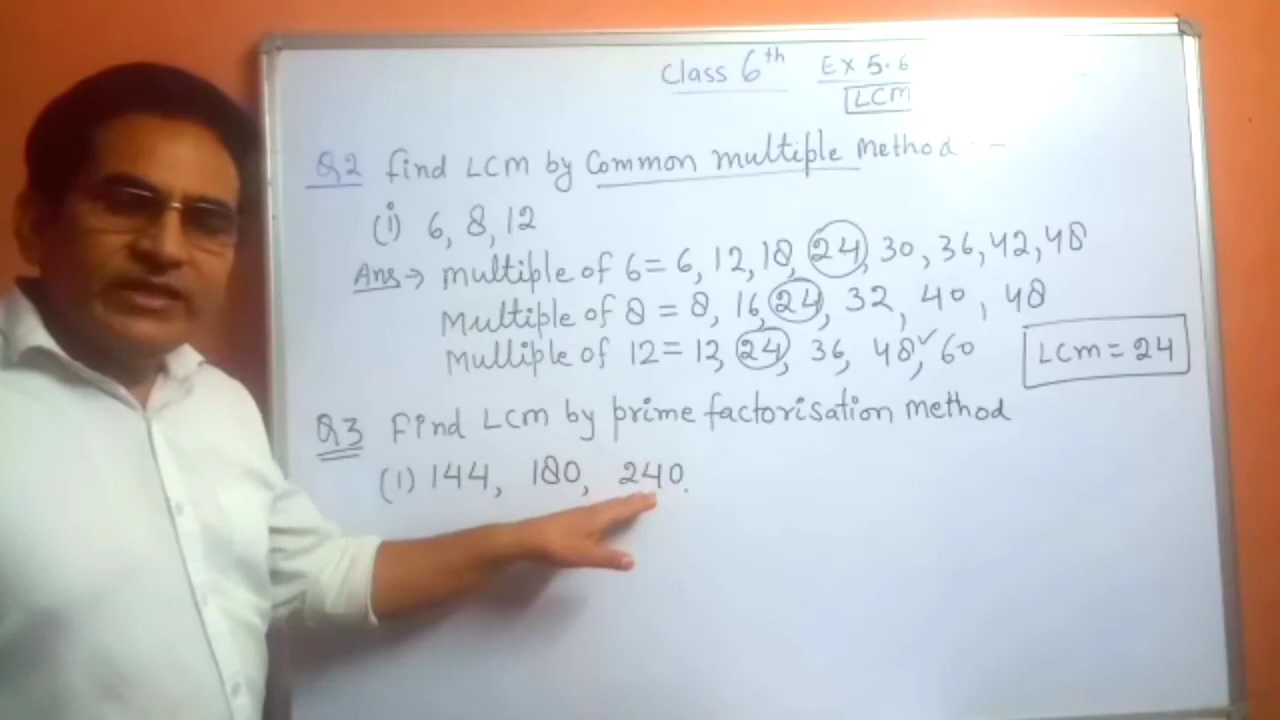 Class 6th EX 5.6
LCM
Q2 find LCM by Common multiple Method
(i) 6, 8, 12
Ans → multiple of 6 = 6, 12, 18, 24, 30, 36, 42, 48
Multiple of 8 = 8, 16, 24, 32, 40, 48
Mulliple of 12 = 12, 24, 36, 48, 60
LCM = 24
Q3 Find LCM by prime factorisation method
(1) 144, 180, 240.